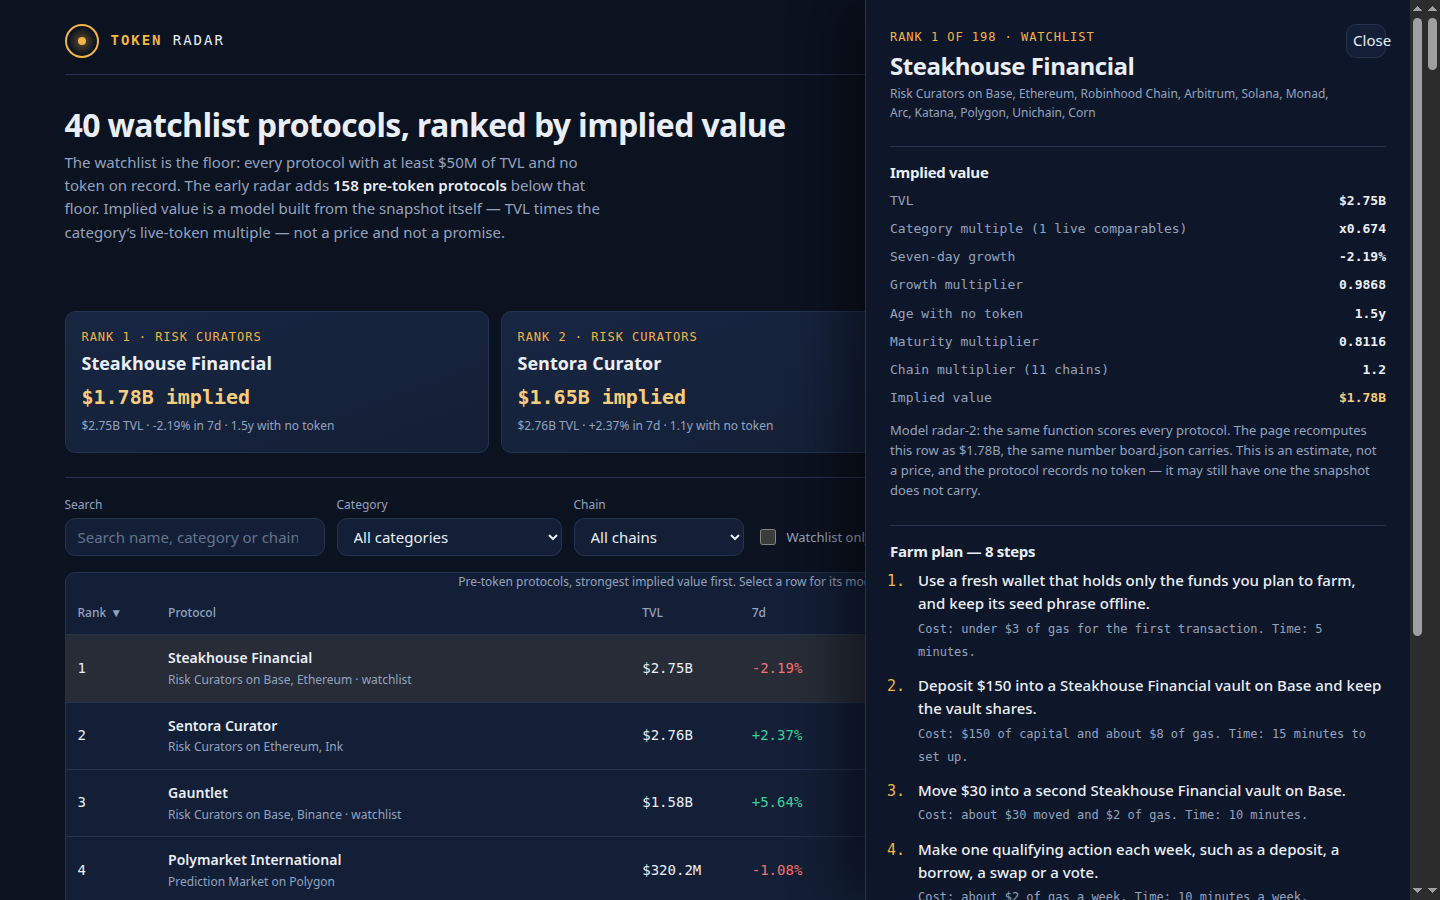 TOKEN RADAR
40 watchlist protocols, ranked by implied value
The watchlist is the floor: every protocol with at least $50M of TVL and no
token on record. The early radar adds 158 pre-token protocols below that
floor. Implied value is a model built from the snapshot itself — TVL times the
category’s live-token multiple — not a price and not a promise.
RANK 1 · RISK CURATORS
Steakhouse Financial
$1.78B implied
$2.75B TVL · -2.19% in 7d · 1.5y with no token
RANK 2 · RISK CURATORS
Sentora Curator
$1.65B implied
$2.76B TVL · +2.37% in 7d · 1.1y with no token
Search
Category
Chain
Search name, category or chain
All categories
All chains
Watchlist onl
Pre-token protocols, strongest implied value first. Select a row for its mo
Rank ▼
Protocol
TVL
7d
1
Steakhouse Financial
Risk Curators on Base, Ethereum · watchlist
$2.75B
-2.19%
2
Sentora Curator
Risk Curators on Ethereum, Ink
$2.76B
+2.37%
3
Gauntlet
Risk Curators on Base, Binance · watchlist
$1.58B
+5.64%
4
Polymarket International
Prediction Market on Polygon
$320.2M
-1.08%
RANK 1 OF 198 · WATCHLIST
Close
Steakhouse Financial
Risk Curators on Base, Ethereum, Robinhood Chain, Arbitrum, Solana, Monad,
Arc, Katana, Polygon, Unichain, Corn
Implied value
TVL $2.75B
Category multiple (1 live comparables) x0.674
Seven-day growth -2.19%
Growth multiplier 0.9868
Age with no token 1.5y
Maturity multiplier 0.8116
Chain multiplier (11 chains) 1.2
Implied value $1.78B
Model radar-2: the same function scores every protocol. The page recomputes
this row as $1.78B, the same number board.json carries. This is an estimate, not
a price, and the protocol records no token — it may still have one the snapshot
does not carry.
Farm plan — 8 steps
1. Use a fresh wallet that holds only the funds you plan to farm,
and keep its seed phrase offline.
Cost: under $3 of gas for the first transaction. Time: 5
minutes.
2. Deposit $150 into a Steakhouse Financial vault on Base and keep
the vault shares.
Cost: $150 of capital and about $8 of gas. Time: 15 minutes to
set up.
3. Move $30 into a second Steakhouse Financial vault on Base.
Cost: about $30 moved and $2 of gas. Time: 10 minutes.
4. Make one qualifying action each week, such as a deposit, a
borrow, a swap or a vote.
Cost: about $2 of gas a week. Time: 10 minutes a week.